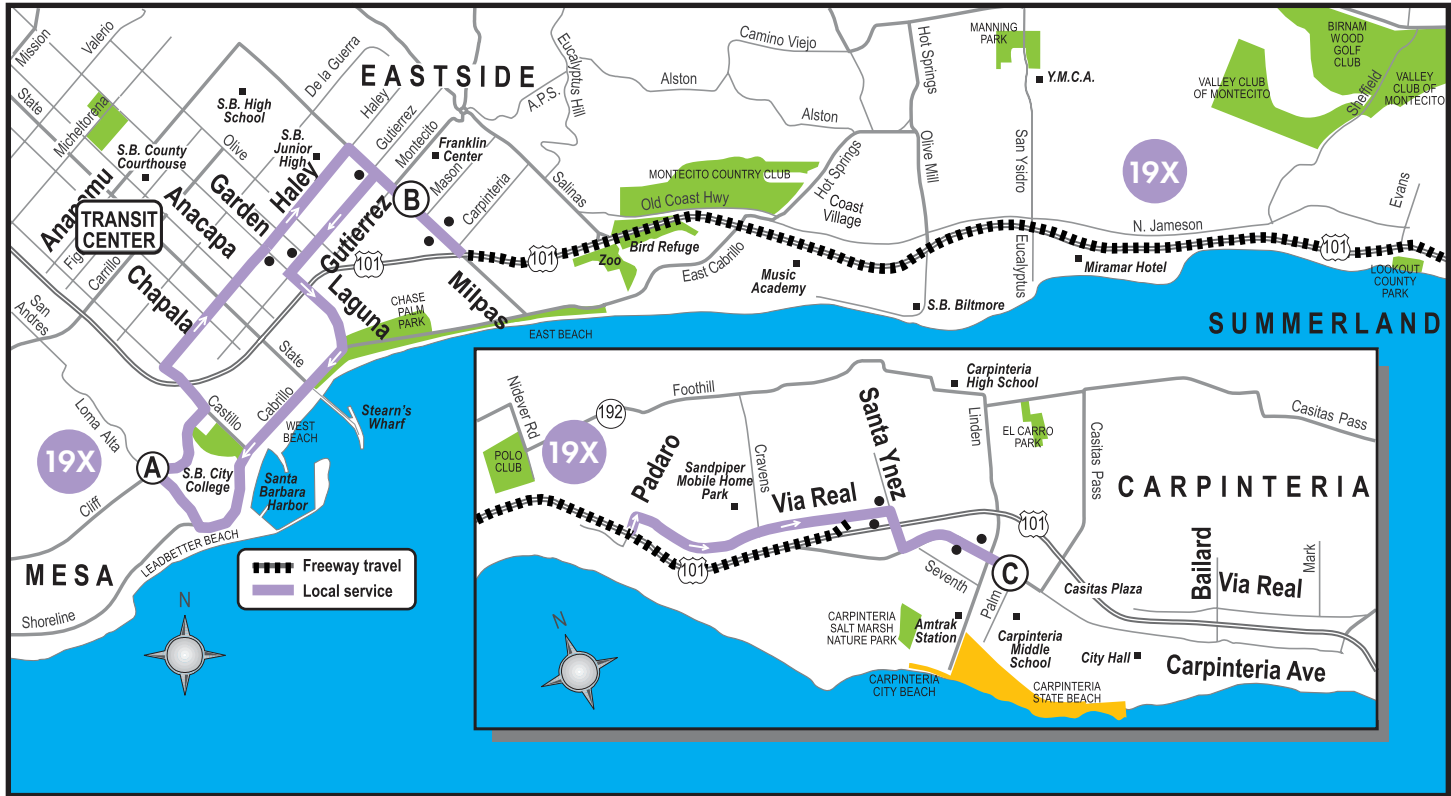 Mission
Valerio
State
Micheltorena
De la Guerra
EASTSIDE
S.B. High
School
Haley
Gutierrez
Montecito
A.P.S.
Eucalyptus Hill
Camino Viejo
Alston
Alston
Hot Springs
MANNING
PARK
Y.M.C.A.
BIRNAM
WOOD
GOLF
CLUB
VALLEY CLUB
OF MONTECITO
VALLEY
CLUB OF
MONTECITO
Sheffield
S.B. County
Courthouse
Olive
S.B.
Junior
High
Franklin
Center
Mason
Carpinteria
Salinas
MONTECITO COUNTRY CLUB
Old Coast Hwy
Hot Springs
Coast
Village
Olive Mill
San Ysidro
19X
Evans
N. Jameson
Anapamu
TRANSIT
CENTER
Anacapa
Garden
Haley
Gutierrez
B
Carrillo
Chapala
101
101
101
Laguna
Milpas
Zoo
Bird Refuge
East Cabrillo
Music
Academy
S.B. Biltmore
Eucalyptus
Miramar Hotel
LOOKOUT
COUNTY
PARK
SUMMERLAND
San
Andres
CHASE
PALM
PARK
EAST BEACH
State
Cabrillo
Castillo
WEST
BEACH
Stearn's
Wharf
Loma Alta
19X
A
S.B. City
College
Santa
Barbara
Harbor
Cliff
LEADBETTER BEACH
MESA
Shoreline
Freeway travel
Local service
N
N
Nidever Rd
192
Foothill
Carpinteria
High School
Linden
EL CARRO
PARK
Casitas Pass
Casitas Pass
19X
POLO
CLUB
Padaro
Sandpiper
Mobile Home
Park
Cravens
Via Real
Santa Ynez
CARPINTERIA
101
101
Seventh
C
Palm
Casitas Plaza
Bailard
Via Real
Mark
CARPINTERIA
SALT MARSH
NATURE PARK
Amtrak
Station
Carpinteria
Middle
School
City Hall
Carpinteria Ave
CARPINTERIA
CITY BEACH
CARPINTERIA
STATE BEACH